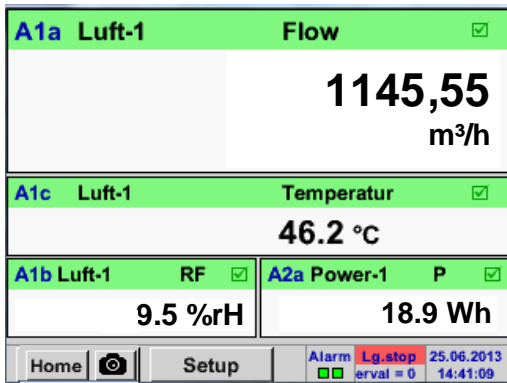 A1a Luft-1 Flow
1145,55
m³/h
A1c Luft-1 Temperatur
46.2 °C
A1b Luft-1 RF
9.5 %rH
A2a Power-1 P
18.9 Wh
Home Setup
Alarm
Lg.stop
erval = 0
25.06.2013
14:41:09